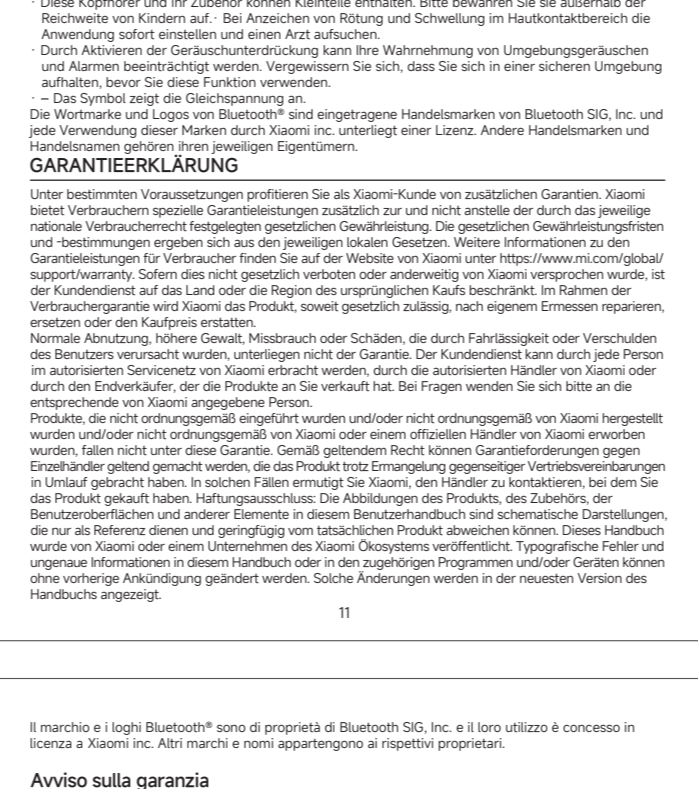 · Diese Kopfhörer und ihr Zubehör können Kleinteile enthalten. Bitte bewahren Sie sie außerhalb der
Reichweite von Kindern auf.· Bei Anzeichen von Rötung und Schwellung im Hautkontaktbereich die
Anwendung sofort einstellen und einen Arzt aufsuchen.
· Durch Aktivieren der Geräuschunterdrückung kann Ihre Wahrnehmung von Umgebungsgeräuschen
und Alarmen beeinträchtigt werden. Vergewissern Sie sich, dass Sie sich in einer sicheren Umgebung
aufhalten, bevor Sie diese Funktion verwenden.
· – Das Symbol zeigt die Gleichspannung an.
Die Wortmarke und Logos von Bluetooth® sind eingetragene Handelsmarken von Bluetooth SIG, Inc. und
jede Verwendung dieser Marken durch Xiaomi inc. unterliegt einer Lizenz. Andere Handelsmarken und
Handelsnamen gehören ihren jeweiligen Eigentümern.
GARANTIEERKLÄRUNG
Unter bestimmten Voraussetzungen profitieren Sie als Xiaomi-Kunde von zusätzlichen Garantien. Xiaomi
bietet Verbrauchern spezielle Garantieleistungen zusätzlich zur und nicht anstelle der durch das jeweilige
nationale Verbraucherrecht festgelegten gesetzlichen Gewährleistung. Die gesetzlichen Gewährleistungsfristen
und -bestimmungen ergeben sich aus den jeweiligen lokalen Gesetzen. Weitere Informationen zu den
Garantieleistungen für Verbraucher finden Sie auf der Website von Xiaomi unter https://www.mi.com/global/
support/warranty. Sofern dies nicht gesetzlich verboten oder anderweitig von Xiaomi versprochen wurde, ist
der Kundendienst auf das Land oder die Region des ursprünglichen Kaufs beschränkt. Im Rahmen der
Verbrauchergarantie wird Xiaomi das Produkt, soweit gesetzlich zulässig, nach eigenem Ermessen reparieren,
ersetzen oder den Kaufpreis erstatten.
Normale Abnutzung, höhere Gewalt, Missbrauch oder Schäden, die durch Fahrlässigkeit oder Verschulden
des Benutzers verursacht wurden, unterliegen nicht der Garantie. Der Kundendienst kann durch jede Person
im autorisierten Servicenetz von Xiaomi erbracht werden, durch die autorisierten Händler von Xiaomi oder
durch den Endverkäufer, der die Produkte an Sie verkauft hat. Bei Fragen wenden Sie sich bitte an die
entsprechende von Xiaomi angegebene Person.
Produkte, die nicht ordnungsgemäß eingeführt wurden und/oder nicht ordnungsgemäß von Xiaomi hergestellt
wurden und/oder nicht ordnungsgemäß von Xiaomi oder einem offiziellen Händler von Xiaomi erworben
wurden, fallen nicht unter diese Garantie. Gemäß geltendem Recht können Garantieforderungen gegen
Einzelhändler geltend gemacht werden, die das Produkt trotz Ermangelung gegenseitiger Vertriebsvereinbarungen
in Umlauf gebracht haben. In solchen Fällen ermutigt Sie Xiaomi, den Händler zu kontaktieren, bei dem Sie
das Produkt gekauft haben. Haftungsausschluss: Die Abbildungen des Produkts, des Zubehörs, der
Benutzeroberflächen und anderer Elemente in diesem Benutzerhandbuch sind schematische Darstellungen,
die nur als Referenz dienen und geringfügig vom tatsächlichen Produkt abweichen können. Dieses Handbuch
wurde von Xiaomi oder einem Unternehmen des Xiaomi Ökosystems veröffentlicht. Typografische Fehler und
ungenaue Informationen in diesem Handbuch oder in den zugehörigen Programmen und/oder Geräten können
ohne vorherige Ankündigung geändert werden. Solche Änderungen werden in der neuesten Version des
Handbuchs angezeigt.
11
Il marchio e i loghi Bluetooth® sono di proprietà di Bluetooth SIG, Inc. e il loro utilizzo è concesso in
licenza a Xiaomi inc. Altri marchi e nomi appartengono ai rispettivi proprietari.
Avviso sulla garanzia